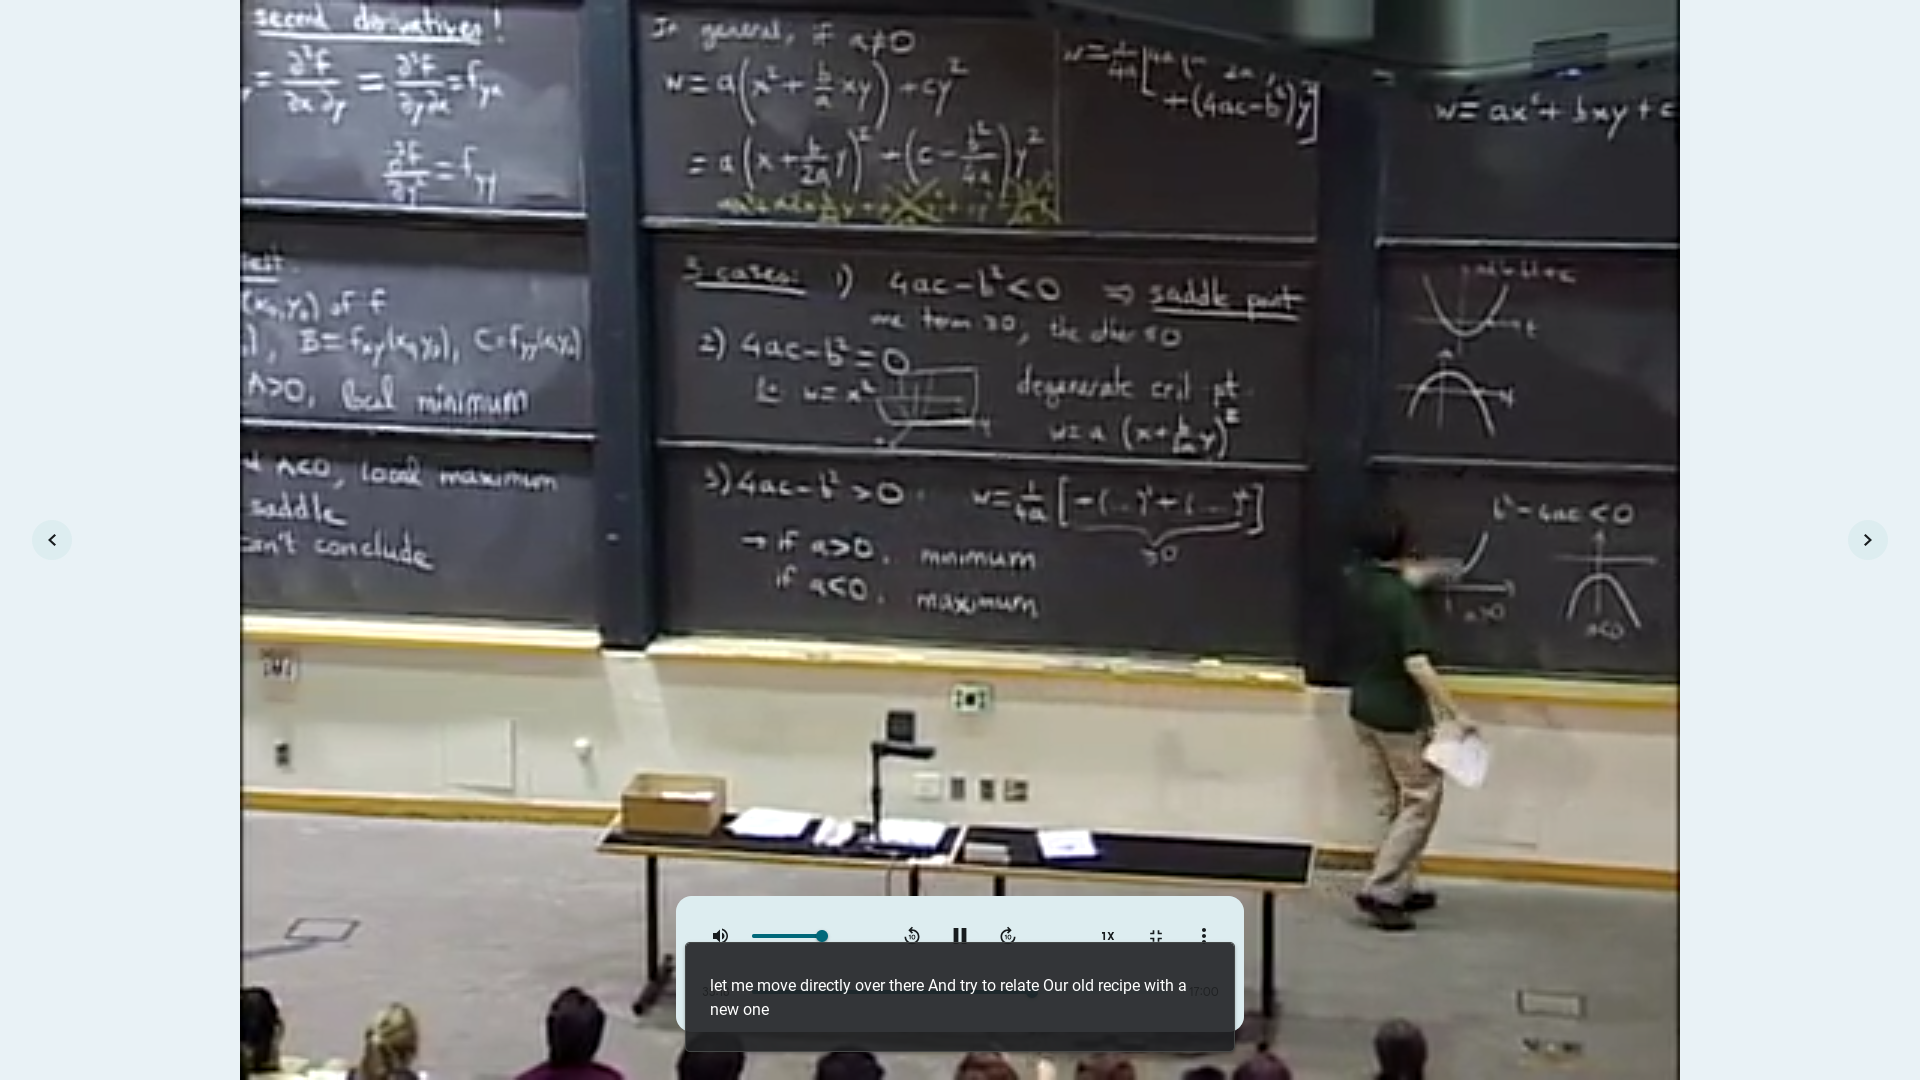 second derivatives!
= ∂²f/∂x∂y = ∂²f/∂y∂x = fyx
∂²f/∂y² = fyy
test.
(x₀,y₀) of f
), B=fxy(x₀,y₀), C=fyy(x₀,y₀)
A>0, local minimum
A<0, local maximum
saddle
can't conclude
In general, if a≠0
w = a(x² + b/a xy) + cy²
= a(x + b/2a y)² + (c − b²/4a)y²
+(4ac−b²)y²]
3 cases: 1) 4ac−b²<0 ⇒ saddle point
one term ≥0, the other ≤0
2) 4ac−b²=0
w = x²
degenerate crit pt.
w = a (x + b/2a y)²
3) 4ac−b²>0. w = 1/4a [+(...)²+(...)²]
≥0
→ if a>0, minimum
if a<0, maximum
w = ax² + bxy + c
b²−4ac<0
a>0
a<0
1X
let me move directly over there And try to relate Our old recipe with a
new one